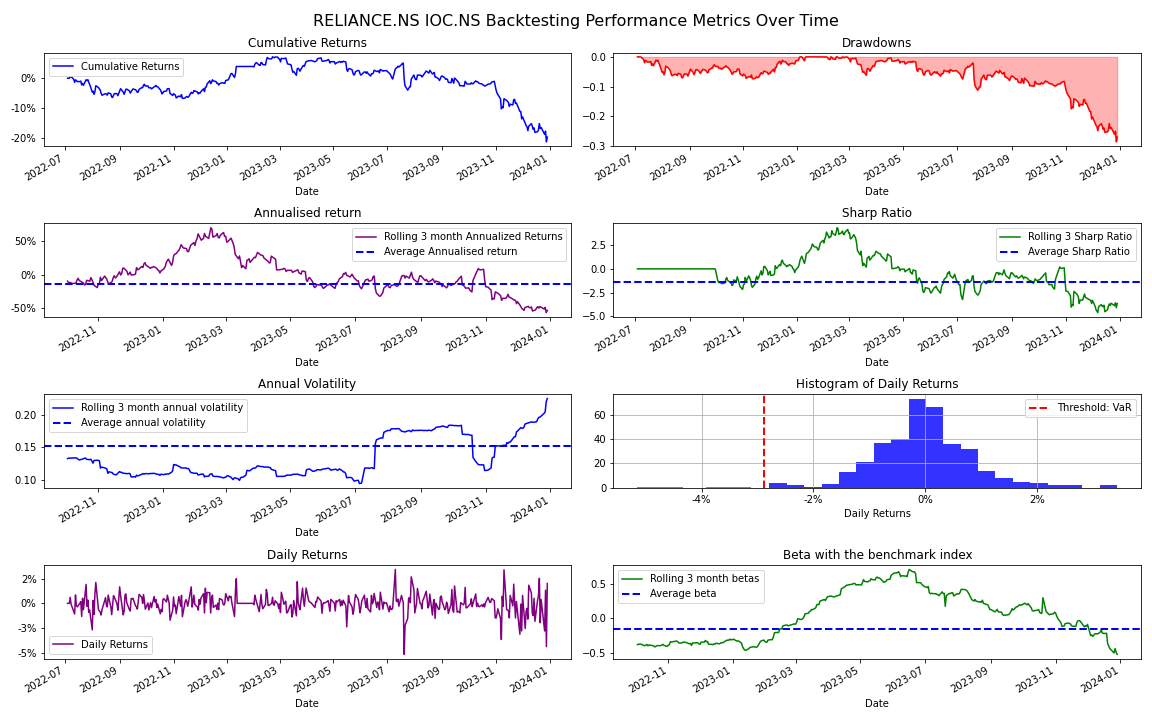 RELIANCE.NS IOC.NS Backtesting Performance Metrics Over Time
Cumulative Returns
Cumulative Returns
0%
-10%
-20%
2022-07 2022-09 2022-11 2023-01 2023-03 2023-05 2023-07 2023-09 2023-11 2024-01
Date
Drawdowns
0.0
−0.1
−0.2
−0.3
2022-07 2022-09 2022-11 2023-01 2023-03 2023-05 2023-07 2023-09 2023-11 2024-01
Date
Annualised return
Rolling 3 month Annualized Returns
Average Annualised return
50%
0%
-50%
2022-11 2023-01 2023-03 2023-05 2023-07 2023-09 2023-11 2024-01
Date
Sharp Ratio
Rolling 3 Sharp Ratio
Average Sharp Ratio
2.5
0.0
−2.5
−5.0
2022-07 2022-09 2022-11 2023-01 2023-03 2023-05 2023-07 2023-09 2023-11 2024-01
Date
Annual Volatility
Rolling 3 month annual volatility
Average annual volatility
0.20
0.15
0.10
2022-11 2023-01 2023-03 2023-05 2023-07 2023-09 2023-11 2024-01
Date
Histogram of Daily Returns
Threshold: VaR
60
40
20
0
-4% -2% 0% 2%
Daily Returns
Daily Returns
2%
0%
-3%
-5%
Daily Returns
2022-07 2022-09 2022-11 2023-01 2023-03 2023-05 2023-07 2023-09 2023-11 2024-01
Date
Beta with the benchmark index
Rolling 3 month betas
Average beta
0.5
0.0
−0.5
2022-11 2023-01 2023-03 2023-05 2023-07 2023-09 2023-11 2024-01
Date